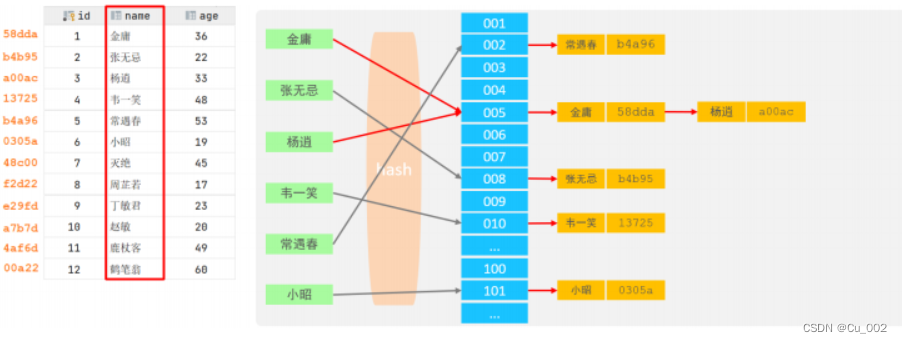 id name age
58dda 1 金庸 36
b4b95 2 张无忌 22
a00ac 3 杨逍 33
13725 4 韦一笑 48
b4a96 5 常遇春 53
0305a 6 小昭 19
48c00 7 灭绝 45
f2d22 8 周芷若 17
e29fd 9 丁敏君 23
a7b7d 10 赵敏 20
4af6d 11 鹿杖客 49
00a22 12 鹤笔翁 60
金庸
张无忌
杨逍
韦一笑
常遇春
小昭
hash
001
002 常遇春 b4a96
003
004
005 金庸 58dda 杨逍 a00ac
006
007
008 张无忌 b4b95
009
010 韦一笑 13725
...
100
101 小昭 0305a
...
CSDN @Cu_002